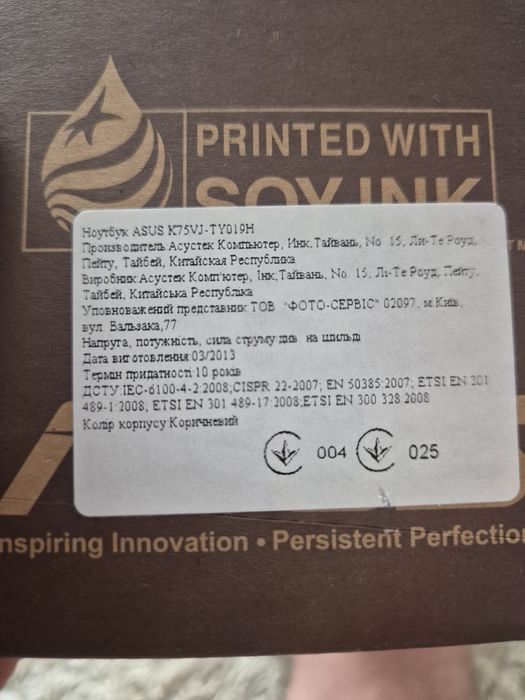 PRINTED WITH
SOY INK
TM
Ноутбук ASUS K75VJ-TY019H
Производитель Асустек Компьютер, Инк,Тайвань, No. 15, Ли-Те Роуд,
Пейту, Тайбей, Китайская Республика
Виробник:Асустек Комп'ютер, Інк,Тайвань, No. 15, Лі-Те Роуд, Пейту,
Тайбей, Китайська Республіка
Уповноважений представник ТОВ "ФОТО-СЕРВІС" 02097, м.Київ,
вул. Бальзака,77
Напруга, потужність, сила струму див. на шильді
Дата виготовлення 03/2013
Термін придатності 10 років
ДСТУ.IEC-6100-4-2:2008;CISPR 22-2007; EN 50385:2007; ETSI EN 301
489-1:2008; ETSI EN 301 489-17:2008;ETSI EN 300 328:2008
Колір корпусу:Коричневий
004 025
nspiring Innovation • Persistent Perfection